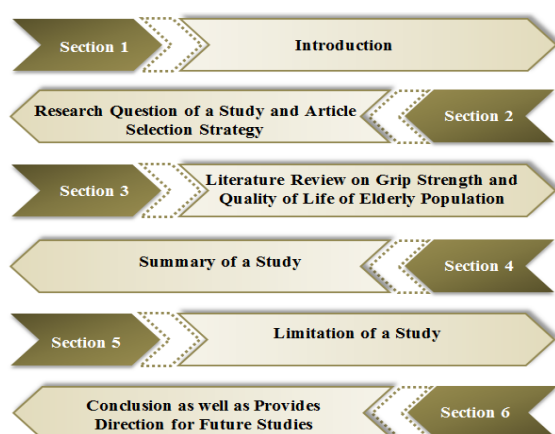 Section 1
Introduction
Research Question of a Study and Article
Selection Strategy
Section 2
Section 3
Literature Review on Grip Strength and
Quality of Life of Elderly Population
Summary of a Study
Section 4
Section 5
Limitation of a Study
Conclusion as well as Provides
Direction for Future Studies
Section 6